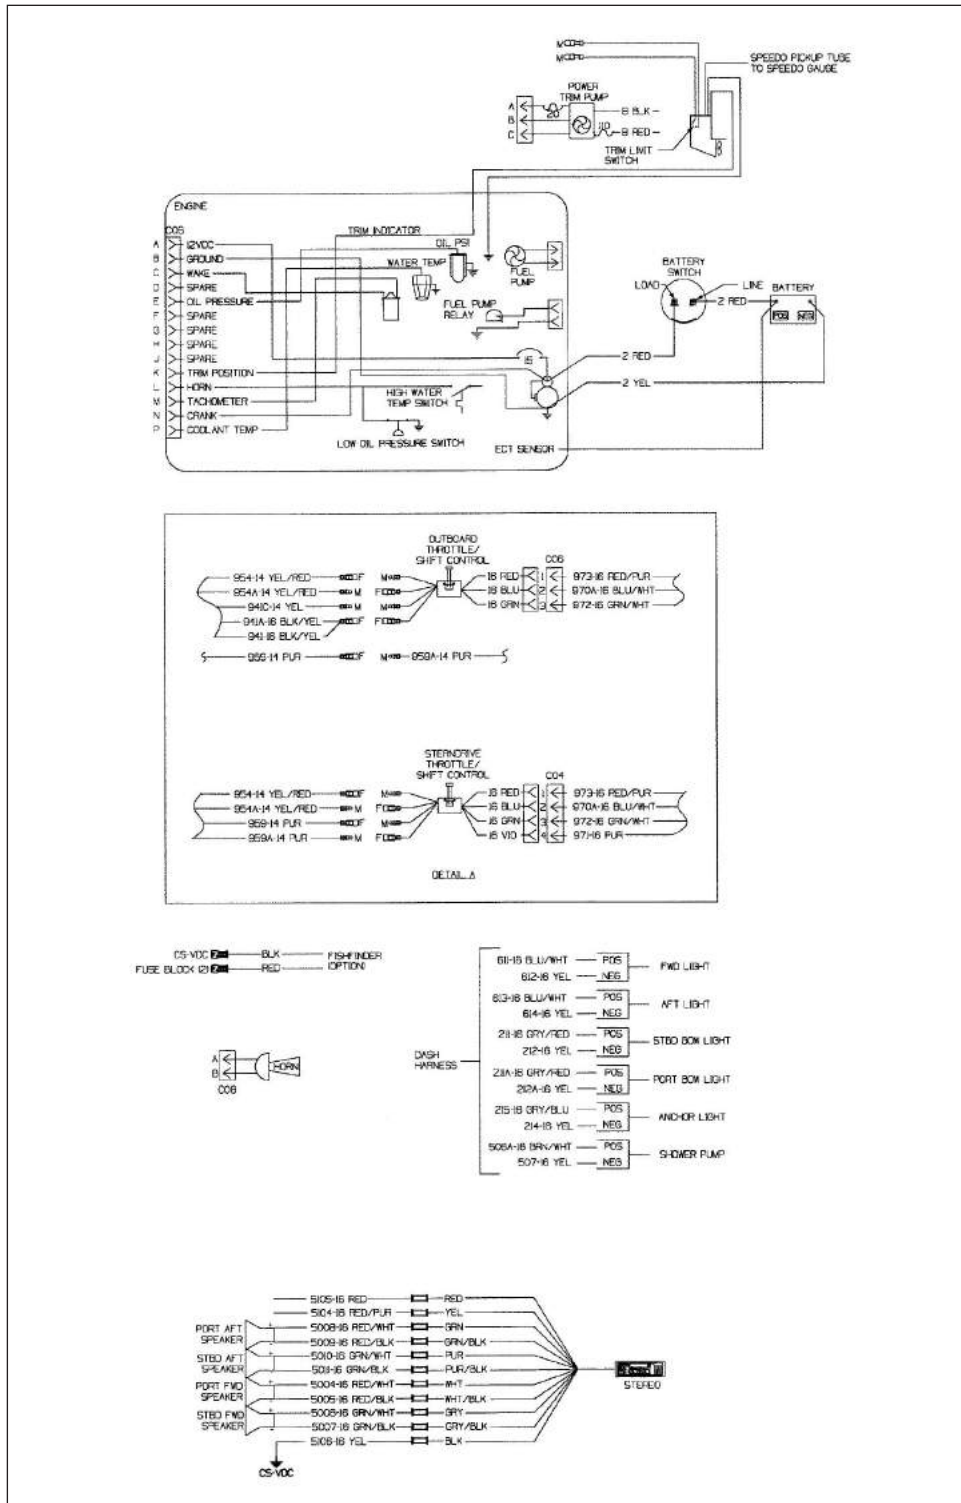 M
M
SPEEDO PICKUP TUBE
TO SPEEDO GAUGE
POWER
TRIM PUMP
A
B
C
20
110
8 BLK
8 RED
TRIM LIMIT
SWITCH
ENGINE
C05
TRIM INDICATOR
A 12VDC
B GROUND
C WAKE
D SPARE
E OIL PRESSURE
F SPARE
G SPARE
H SPARE
J SPARE
K TRIM POSITION
L HORN
M TACHOMETER
N CRANK
P COOLANT TEMP
OIL PSI
WATER TEMP
FUEL
PUMP
FUEL PUMP
RELAY
15
HIGH WATER
TEMP SWITCH
LOW OIL PRESSURE SWITCH
ECT SENSOR
BATTERY
SWITCH
LOAD
LINE
BATTERY
2 RED
POS NEG
2 RED
2 YEL
OUTBOARD
THROTTLE/
SHIFT CONTROL
C06
954-14 YEL/RED F M 16 RED 1 973-16 RED/PUR
954A-14 YEL/RED M F 16 BLU 2 970A-16 BLU/WHT
941C-14 YEL M M 16 GRN 3 972-16 GRN/WHT
941A-16 BLK/YEL F F
941-16 BLK/YEL
959-14 PUR F M 959A-14 PUR
STERNDRIVE
THROTTLE/
SHIFT CONTROL
C04
954-14 YEL/RED F M 16 RED 1 973-16 RED/PUR
954A-14 YEL/RED M F 16 BLU 2 970A-16 BLU/WHT
959-14 PUR F M 16 GRN 3 972-16 GRN/WHT
959A-14 PUR M F 16 VIO 4 971-16 PUR
DETAIL A
CS-VDC BLK FISHFINDER
FUSE BLOCK (2) RED (OPTION)
A
B
C08
HORN
DASH
HARNESS
611-16 BLU/WHT POS
612-16 YEL NEG
FWD LIGHT
613-16 BLU/WHT POS
614-16 YEL NEG
AFT LIGHT
211-16 GRY/RED POS
212-16 YEL NEG
STBD BOW LIGHT
211A-16 GRY/RED POS
212A-16 YEL NEG
PORT BOW LIGHT
215-16 GRY/BLU POS
214-16 YEL NEG
ANCHOR LIGHT
506A-16 BRN/WHT POS
507-16 YEL NEG
SHOWER PUMP
PORT AFT
SPEAKER
STBD AFT
SPEAKER
PORT FWD
SPEAKER
STBD FWD
SPEAKER
5105-16 RED RED
5104-16 RED/PUR YEL
5008-16 RED/WHT GRN
5009-16 RED/BLK GRN/BLK
5010-16 GRN/WHT PUR
5011-16 GRN/BLK PUR/BLK
5004-16 RED/WHT WHT
5005-16 RED/BLK WHT/BLK
5006-16 GRN/WHT GRY
5007-16 GRN/BLK GRY/BLK
5106-16 YEL BLK
CS-VDC
STEREO